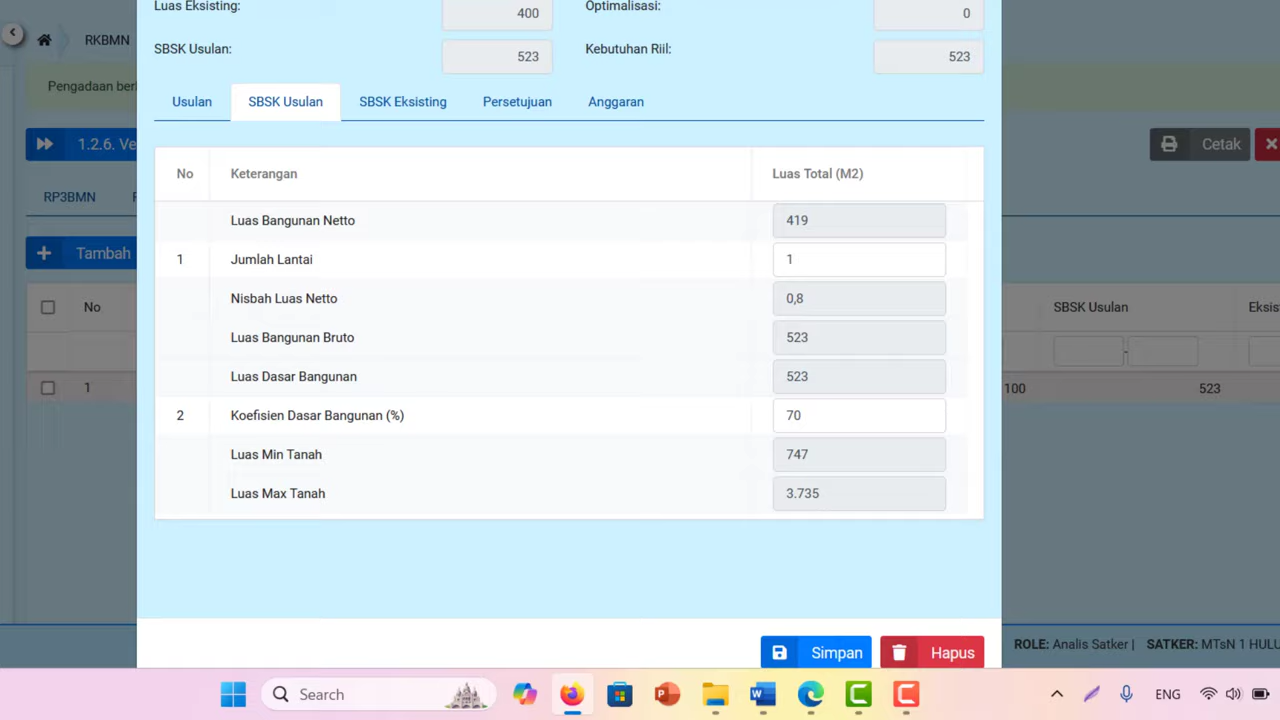 Luas Eksisting: 400 Optimalisasi: 0
RKBMN
SBSK Usulan: 523 Kebutuhan Riil: 523
Pengadaan beri
Usulan SBSK Usulan SBSK Eksisting Persetujuan Anggaran
1.2.6. Ve Cetak
No Keterangan Luas Total (M2)
RP3BMN
Luas Bangunan Netto 419
Tambah
1 Jumlah Lantai 1
Nisbah Luas Netto 0,8
No SBSK Usulan Eksis
Luas Bangunan Bruto 523
-
Luas Dasar Bangunan 523
1 100 523
2 Koefisien Dasar Bangunan (%) 70
Luas Min Tanah 747
Luas Max Tanah 3.735
Simpan Hapus
ROLE: Analis Satker | SATKER: MTsN 1 HULU
Search ENG